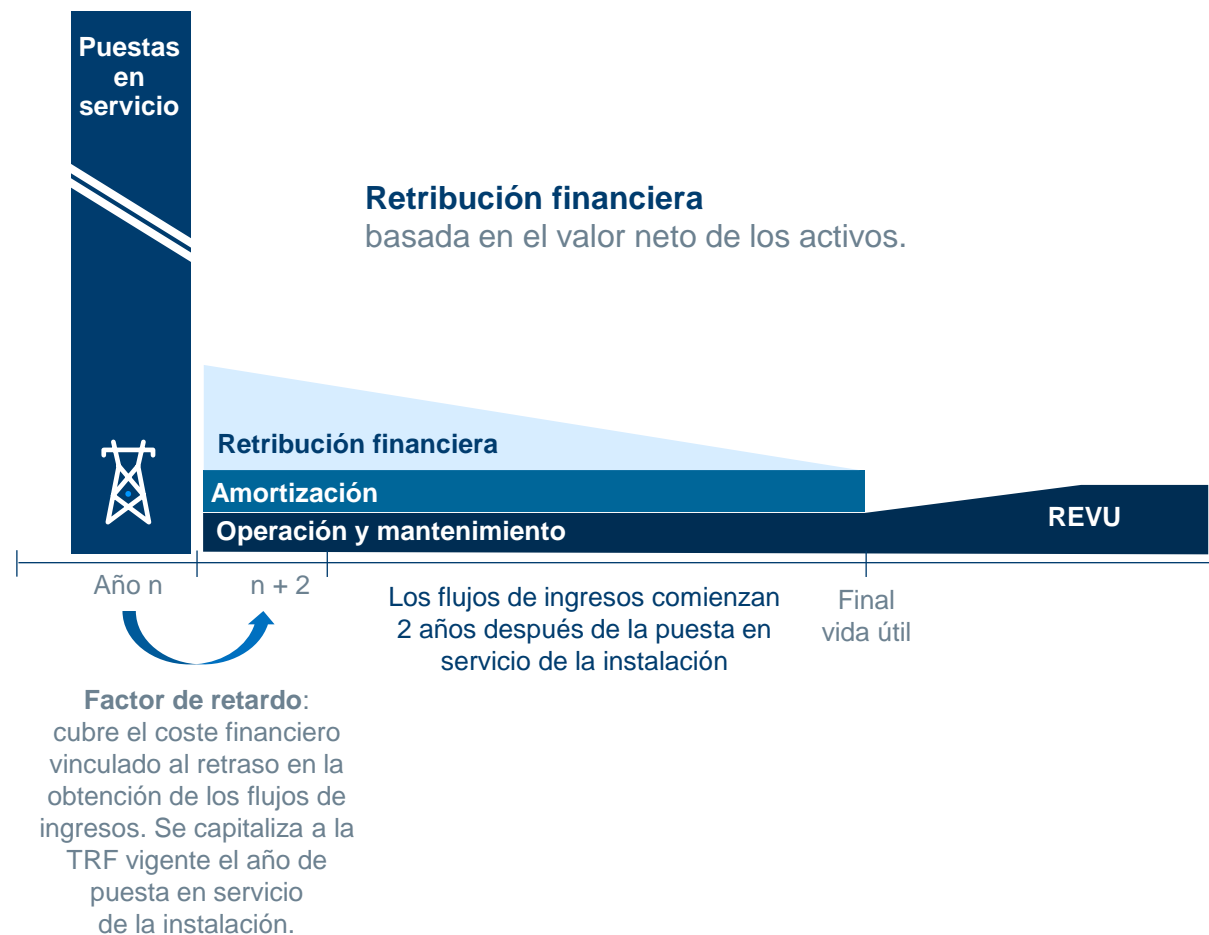 Puestas
en
servicio
Retribución financiera
basada en el valor neto de los activos.
Retribución financiera
Amortización
Operación y mantenimiento
REVU
Año n
n + 2
Los flujos de ingresos comienzan
2 años después de la puesta en
servicio de la instalación
Final
vida útil
Factor de retardo:
cubre el coste financiero
vinculado al retraso en la
obtención de los flujos de
ingresos. Se capitaliza a la
TRF vigente el año de
puesta en servicio
de la instalación.